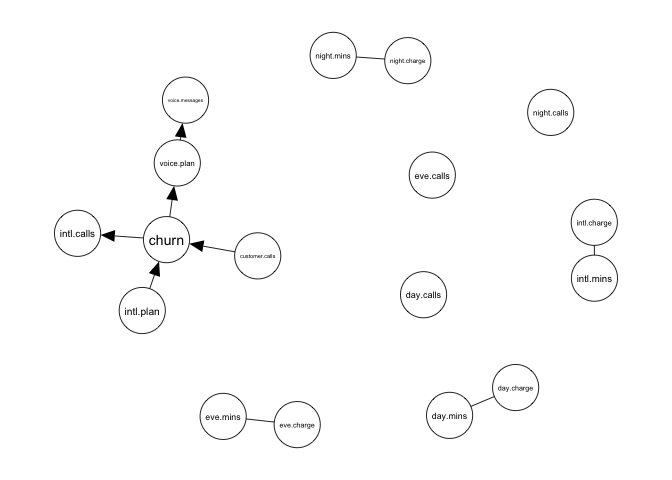 night.mins
night.charge
voice.messages
night.calls
voice.plan
eve.calls
intl.charge
intl.calls
churn
customer.calls
intl.mins
day.calls
intl.plan
day.charge
eve.mins
day.mins
eve.charge